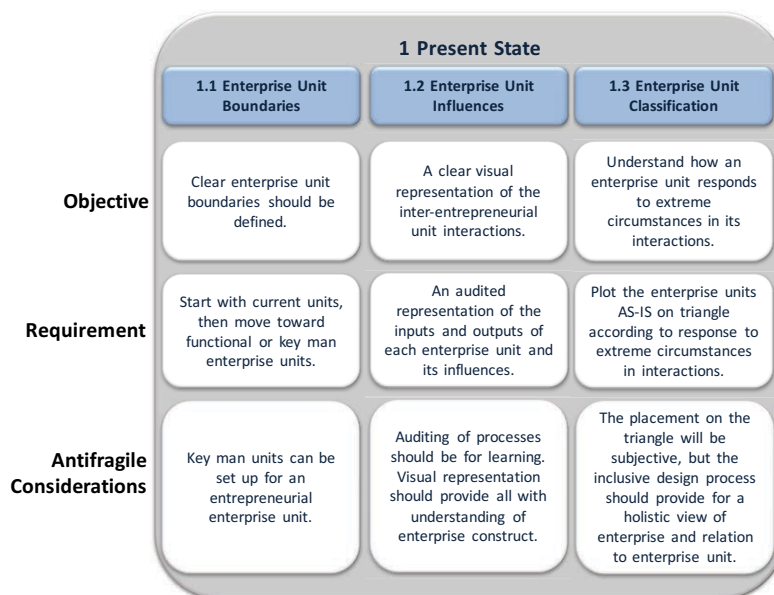 1 Present State
1.1 Enterprise Unit
Boundaries
1.2 Enterprise Unit
Influences
1.3 Enterprise Unit
Classification
Objective
Clear enterprise unit
boundaries should be
defined.
A clear visual
representation of the
inter-entrepreneurial
unit interactions.
Understand how an
enterprise unit responds
to extreme
circumstances in its
interactions.
Requirement
Start with current units,
then move toward
functional or key man
enterprise units.
An audited
representation of the
inputs and outputs of
each enterprise unit and
its influences.
Plot the enterprise units
AS-IS on triangle
according to response to
extreme circumstances
in interactions.
Antifragile
Considerations
Key man units can be
set up for an
entrepreneurial
enterprise unit.
Auditing of processes
should be for learning.
Visual representation
should provide all with
understanding of
enterprise construct.
The placement on the
triangle will be
subjective, but the
inclusive design process
should provide for a
holistic view of
enterprise and relation
to enterprise unit.